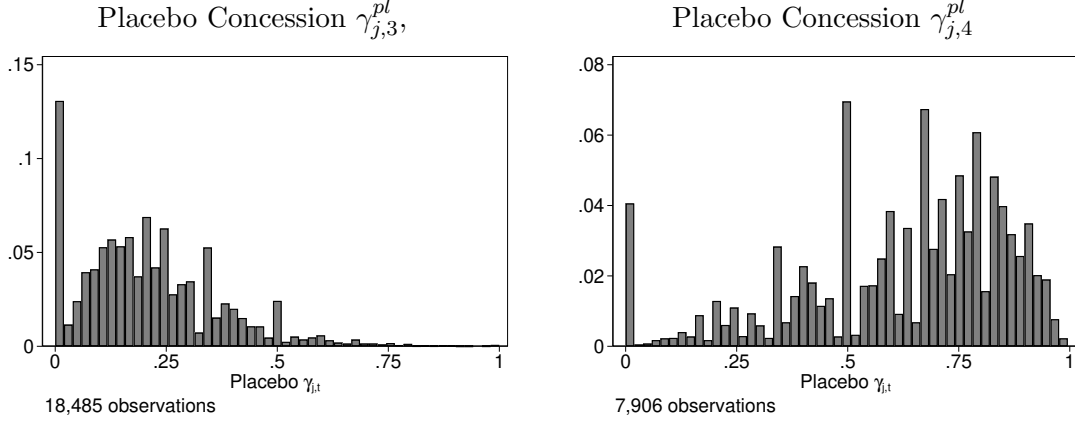 Placebo Concession γ^{pl}_{j,3},
.15
.1
.05
0
0 .25 .5 .75 1
Placebo γ_{j,t}
18,485 observations
Placebo Concession γ^{pl}_{j,4}
.08
.06
.04
.02
0
0 .25 .5 .75 1
Placebo γ_{j,t}
7,906 observations